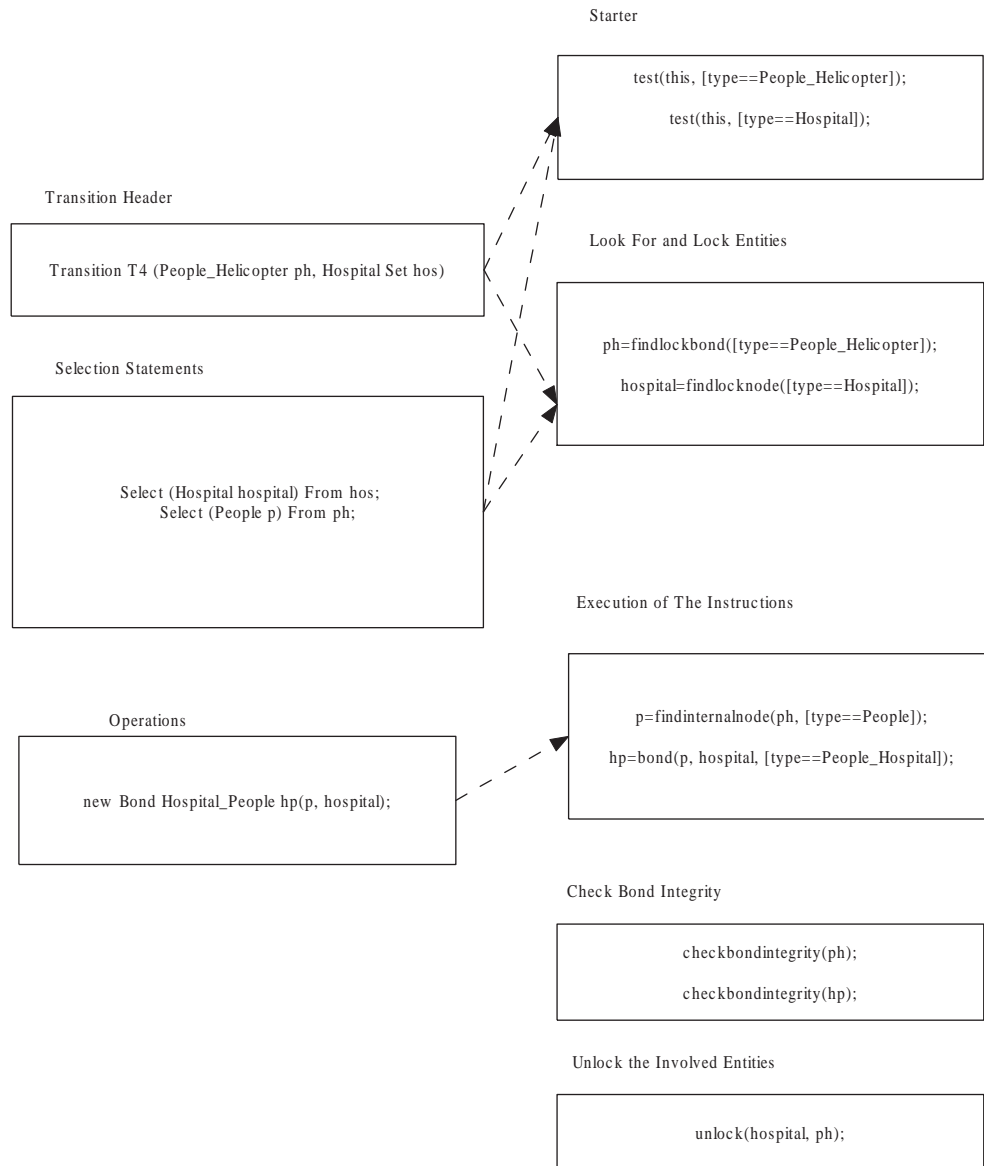 Starter
test(this, [type==People_Helicopter]);
test(this, [type==Hospital]);
Transition Header
Transition T4 (People_Helicopter ph, Hospital Set hos)
Look For and Lock Entities
ph=findlockbond([type==People_Helicopter]);
hospital=findlocknode([type==Hospital]);
Selection Statements
Select (Hospital hospital) From hos;
Select (People p) From ph;
Execution of The Instructions
p=findinternalnode(ph, [type==People]);
hp=bond(p, hospital, [type==People_Hospital]);
Operations
new Bond Hospital_People hp(p, hospital);
Check Bond Integrity
checkbondintegrity(ph);
checkbondintegrity(hp);
Unlock the Involved Entities
unlock(hospital, ph);